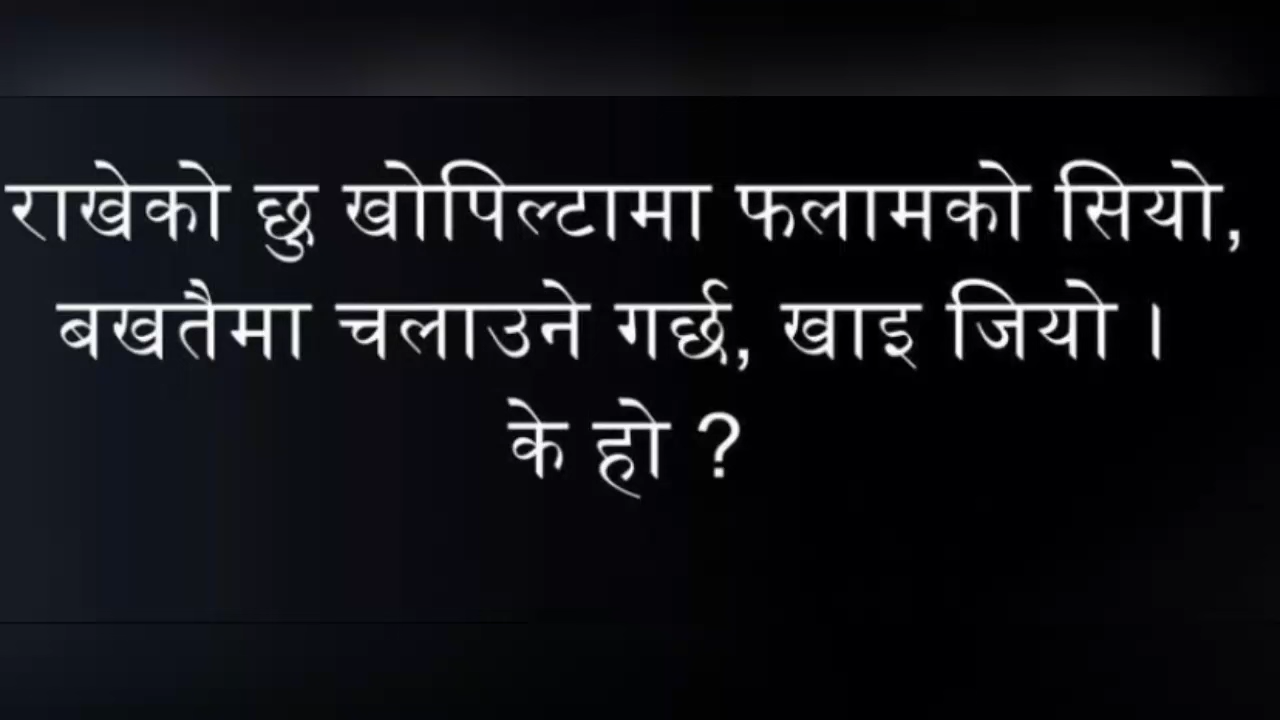 राखेको छु खोपिल्टामा फलामको सियो,
बखतैमा चलाउने गर्छ, खाइ जियो ।
के हो ?